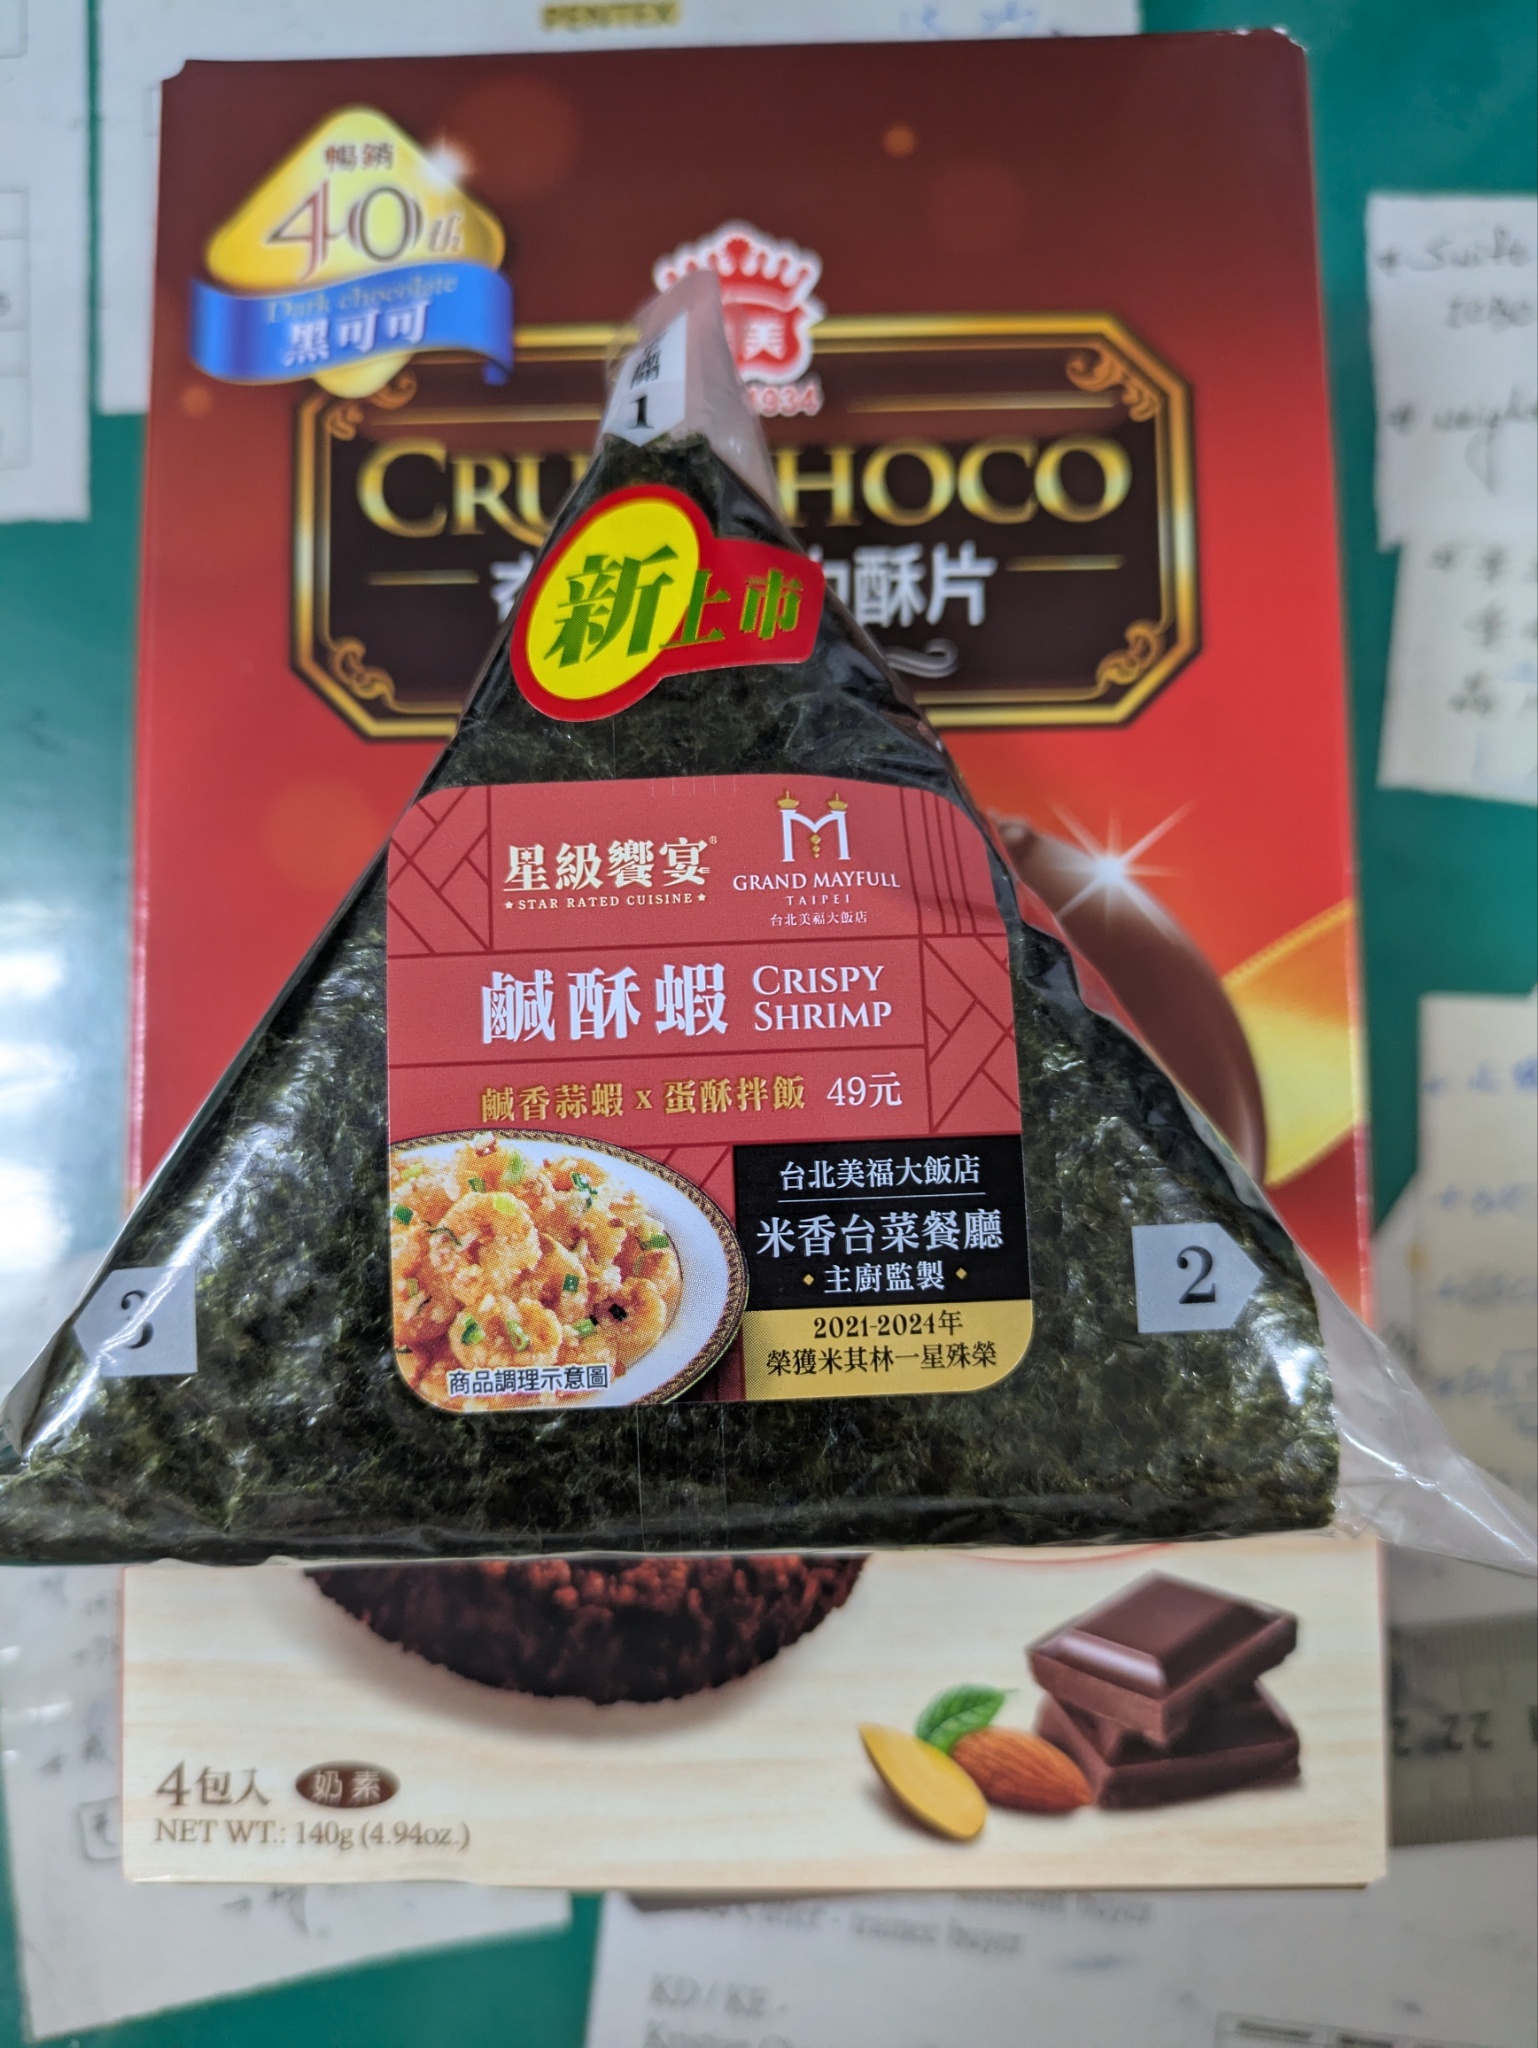 PENTEX
暢銷
40th
Dark chocolate
黑可可
美
1934
HOCO
酥片
1
新上市
星級饗宴®
★STAR RATED CUISINE★
GRAND MAYFULL
TAIPEI
台北美福大飯店
鹹酥蝦 CRISPY SHRIMP
鹹香蒜蝦 x 蛋酥拌飯 49元
台北美福大飯店
米香台菜餐廳
•主廚監製•
2021-2024年
榮獲米其林一星殊榮
商品調理示意圖
3
2
4包入 奶素
NET WT.: 140g (4.94oz.)
KD / KE -